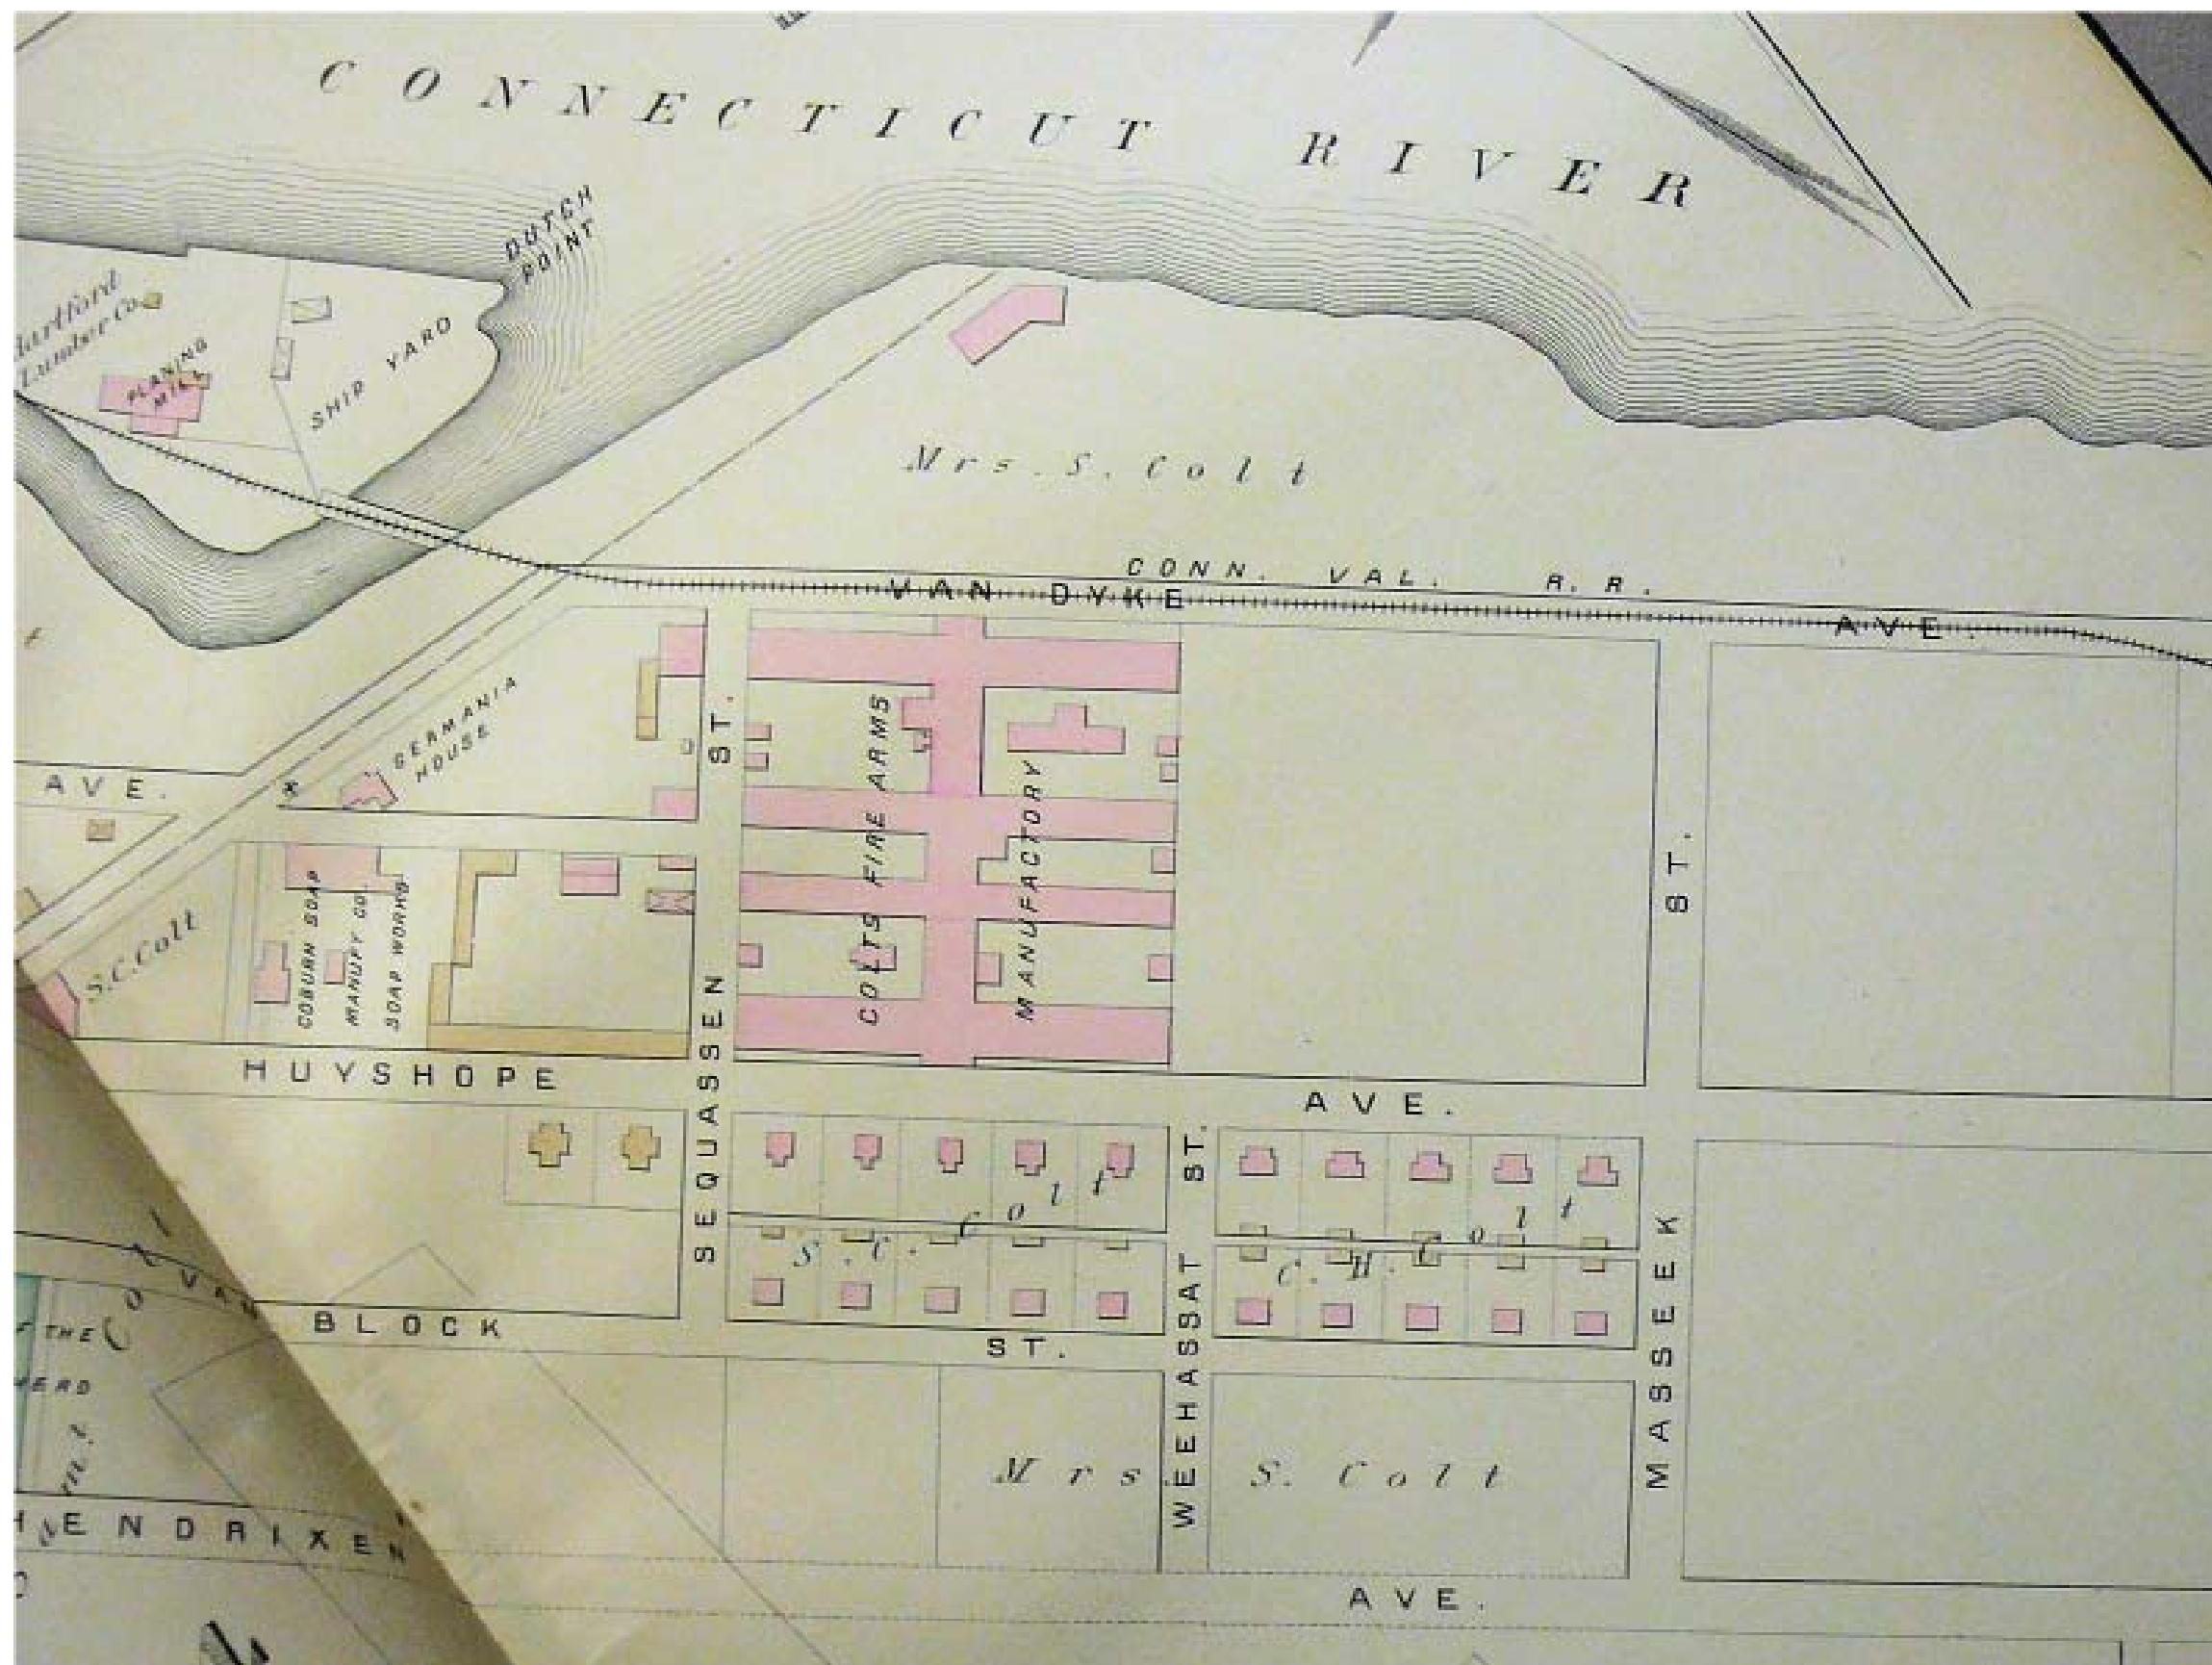 CONNECTICUT RIVER
DUTCH
POINT
Hartford
Lumber Co.
PLANING
MILL
SHIP YARD
Mrs. S. Colt
CONN. VAL. R. R.
VAN DYKE AVE.
GERMANIA
HOUSE
AVE.
ST.
COLTS FIRE ARMS
MANUFACTORY
ST.
S. C. Colt
COBURN SOAP
MANUFY CO.
SOAP WORKS
HUYSHOPE AVE.
SEQUASSEN
ST.
S. C. Colt
C. H. Colt
BLOCK ST.
WEEHASSAT
MASSEEK
THE
Mrs. S. Colt
HENDRIXEN AVE.